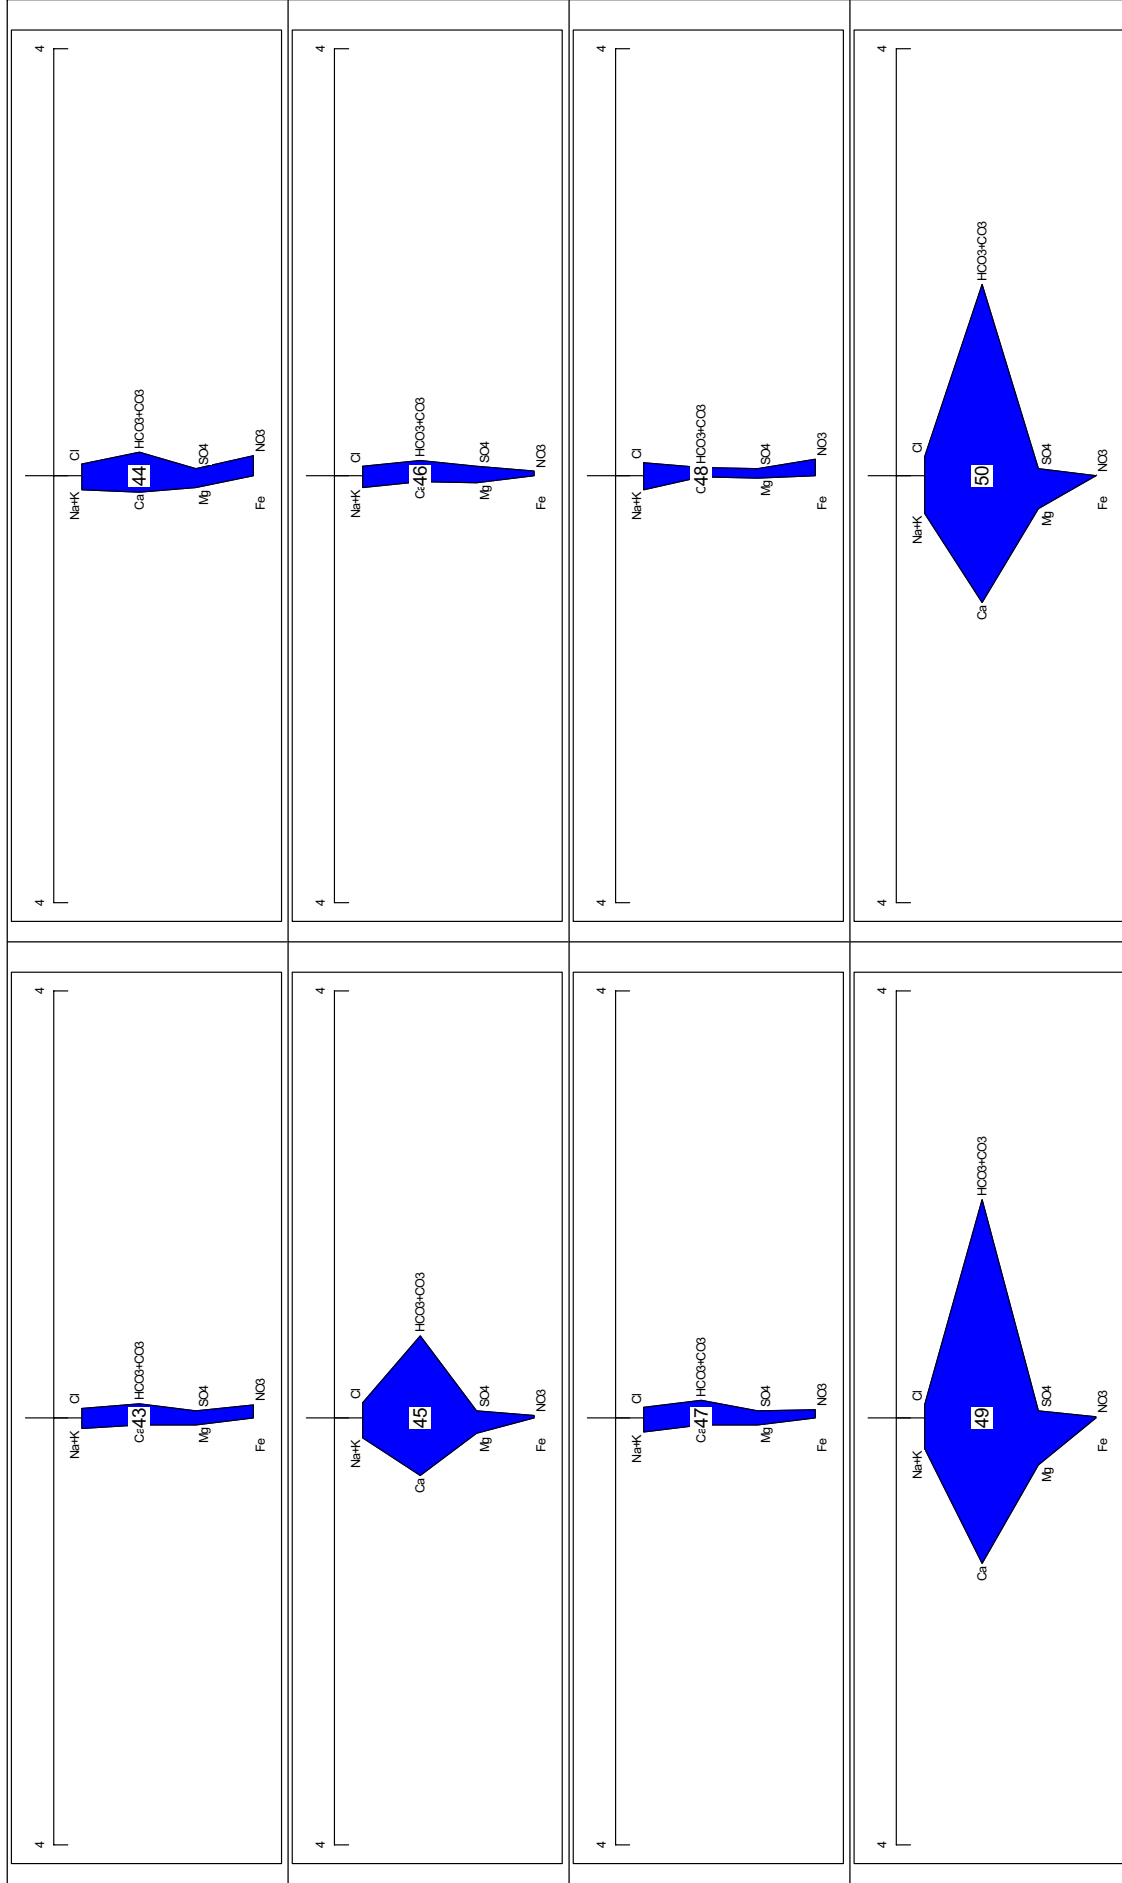 4 4
Na+K Cl
Ca 43 HCO3+CO3
Mg SO4
Fe NO3
4 4
Na+K Cl
Ca 44 HCO3+CO3
Mg SO4
Fe NO3
4 4
Na+K Cl
Ca 45 HCO3+CO3
Mg SO4
Fe NO3
4 4
Na+K Cl
Ca 46 HCO3+CO3
Mg SO4
Fe NO3
4 4
Na+K Cl
Ca 47 HCO3+CO3
Mg SO4
Fe NO3
4 4
Na+K Cl
C 48 HCO3+CO3
Mg SO4
Fe NO3
4 4
Na+K Cl
Ca 49 HCO3+CO3
Mg SO4
Fe NO3
4 4
Na+K Cl
Ca 50 HCO3+CO3
Mg SO4
Fe NO3